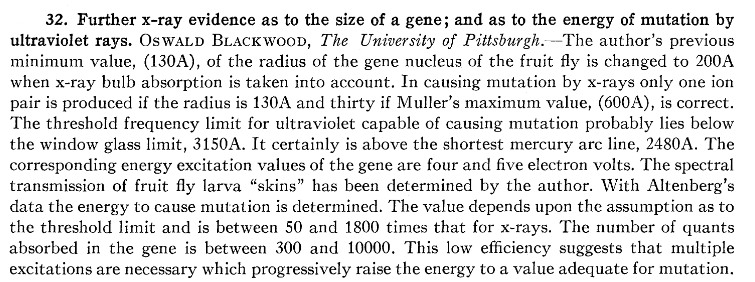 32. Further x-ray evidence as to the size of a gene; and as to the energy of mutation by
ultraviolet rays. OSWALD BLACKWOOD, The University of Pittsburgh.—The author's previous
minimum value, (130A), of the radius of the gene nucleus of the fruit fly is changed to 200A
when x-ray bulb absorption is taken into account. In causing mutation by x-rays only one ion
pair is produced if the radius is 130A and thirty if Muller's maximum value, (600A), is correct.
The threshold frequency limit for ultraviolet capable of causing mutation probably lies below
the window glass limit, 3150A. It certainly is above the shortest mercury arc line, 2480A. The
corresponding energy excitation values of the gene are four and five electron volts. The spectral
transmission of fruit fly larva "skins" has been determined by the author. With Altenberg's
data the energy to cause mutation is determined. The value depends upon the assumption as to
the threshold limit and is between 50 and 1800 times that for x-rays. The number of quants
absorbed in the gene is between 300 and 10000. This low efficiency suggests that multiple
excitations are necessary which progressively raise the energy to a value adequate for mutation.